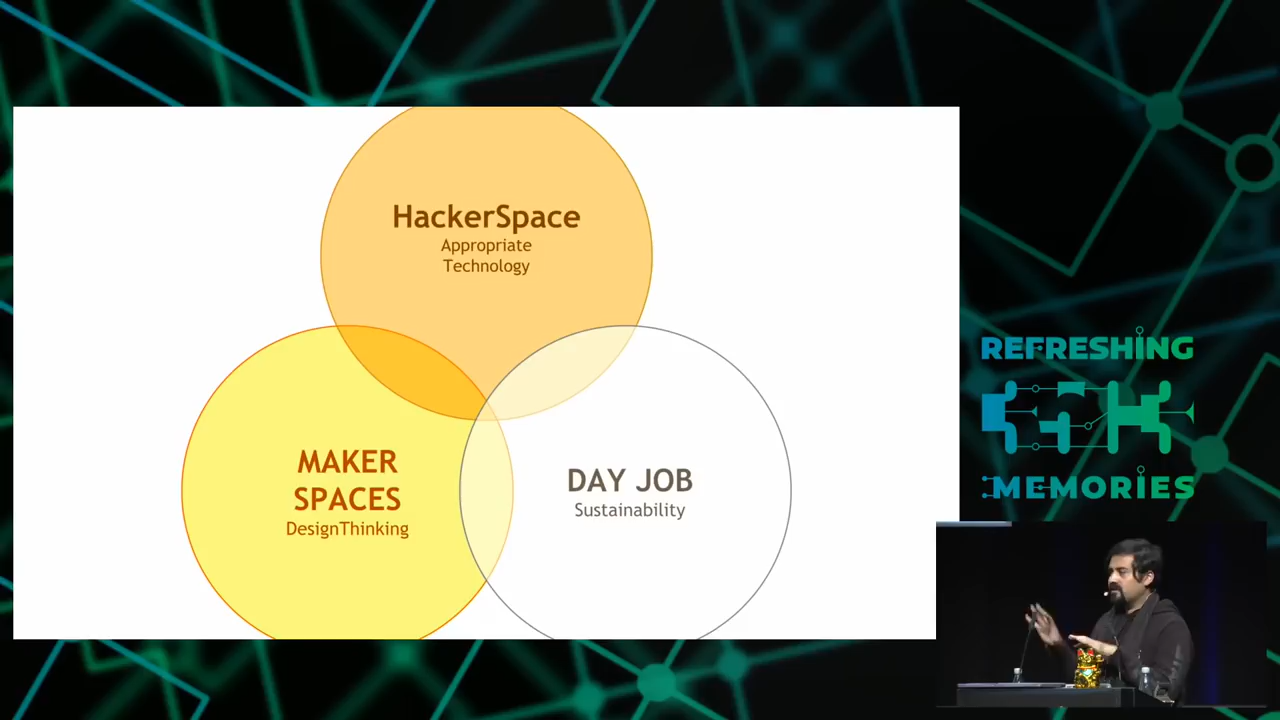 HackerSpace
Appropriate
Technology
MAKER
SPACES
DesignThinking
DAY JOB
Sustainability
REFRESHING
MEMORIES